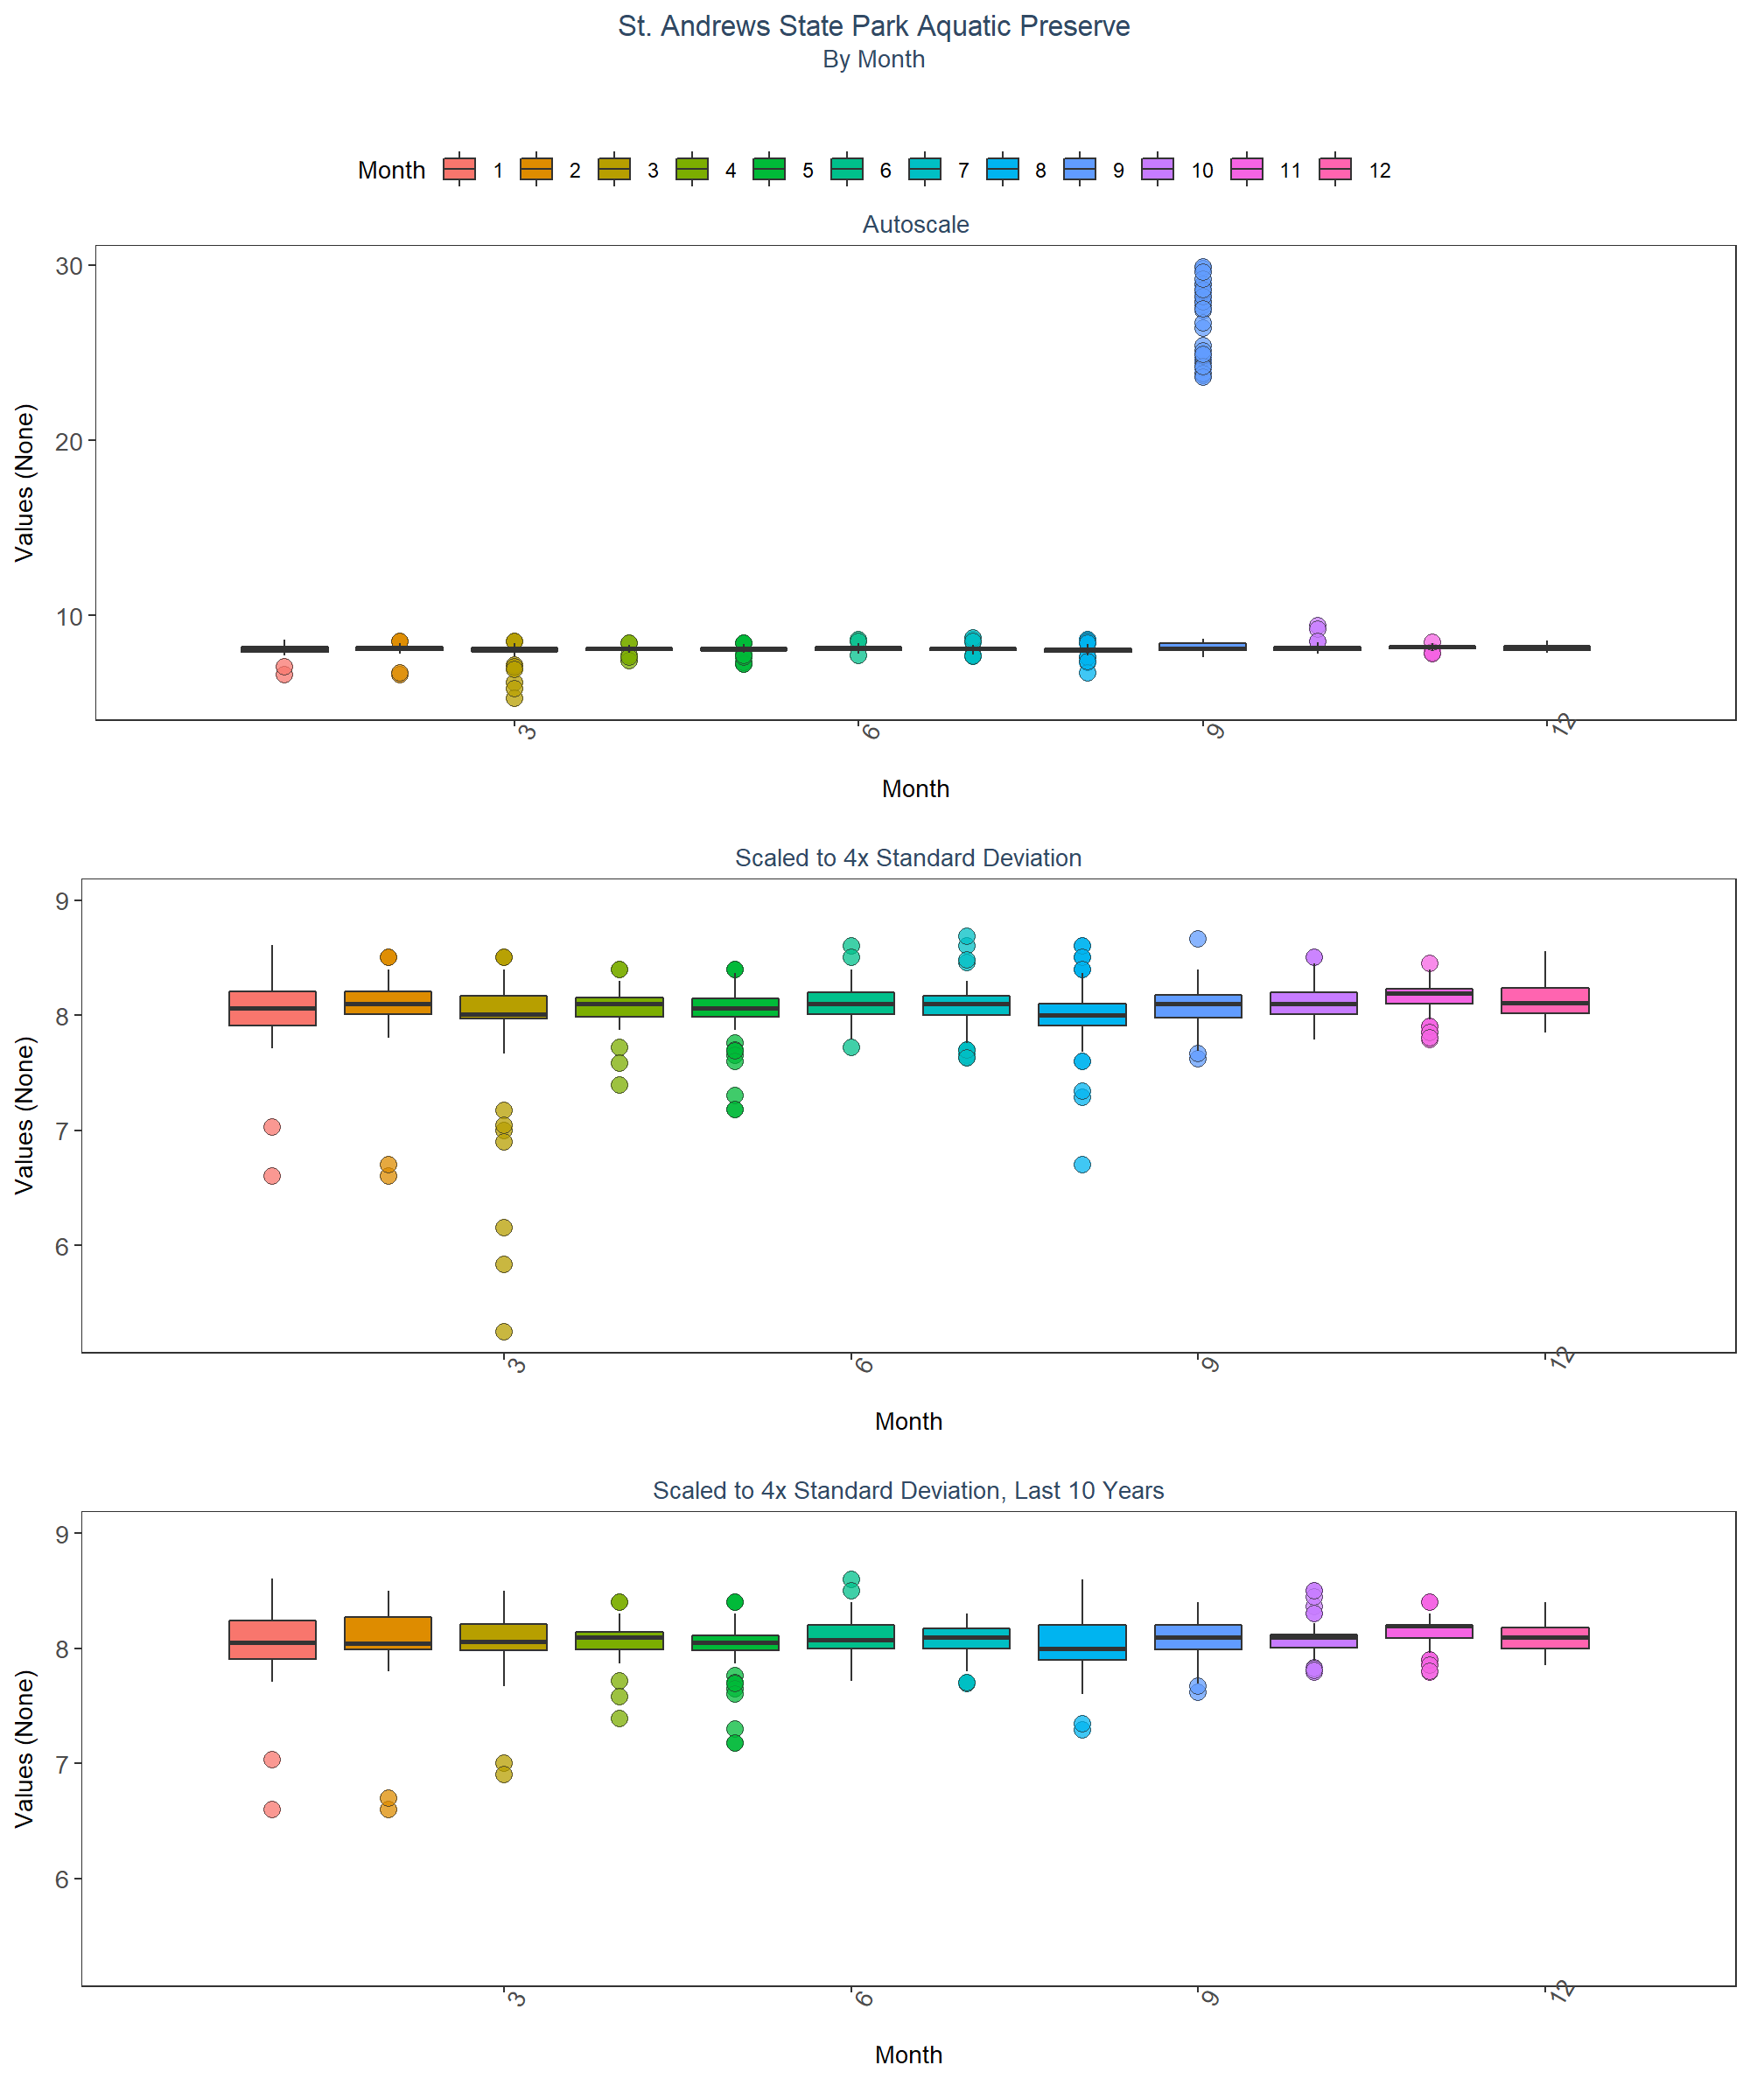 St. Andrews State Park Aquatic Preserve
By Month
Month 1 2 3 4 5 6 7 8 9 10 11 12
Autoscale
30
20
10
Values (None)
3 6 9 12
Month
Scaled to 4x Standard Deviation
9
8
7
6
Values (None)
3 6 9 12
Month
Scaled to 4x Standard Deviation, Last 10 Years
9
8
7
6
Values (None)
3 6 9 12
Month